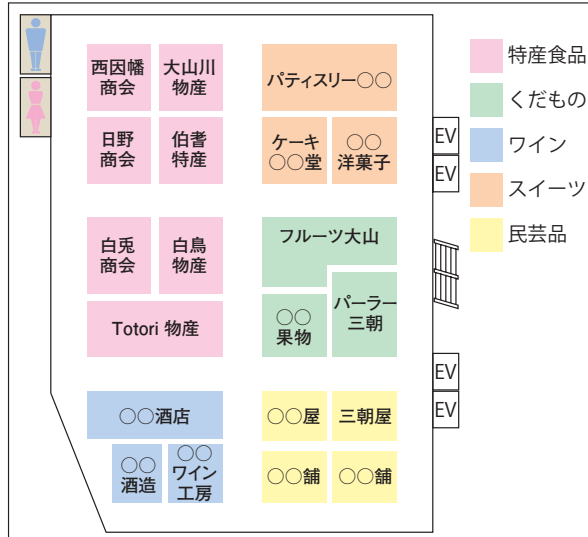 西因幡
商会
大山川
物産
パティスリー○○
日野
商会
伯耆
特産
ケーキ
○○堂
○○
洋菓子
白兎
商会
白鳥
物産
フルーツ大山
Totori 物産
○○
果物
パーラー
三朝
○○酒店
○○屋
三朝屋
○○
酒造
○○
ワイン
工房
○○舗
○○舗
EV
EV
EV
EV
特産食品
くだもの
ワイン
スイーツ
民芸品